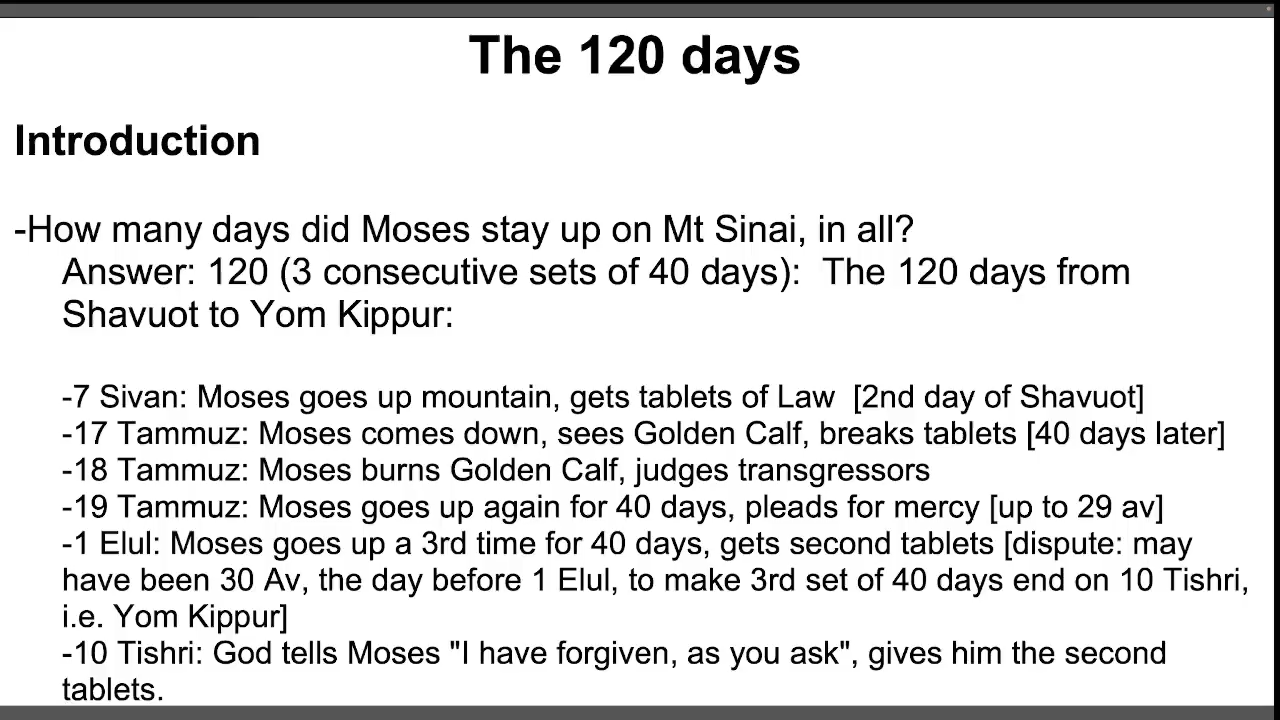 The 120 days
Introduction
-How many days did Moses stay up on Mt Sinai, in all?
Answer: 120 (3 consecutive sets of 40 days):  The 120 days from
Shavuot to Yom Kippur:
-7 Sivan: Moses goes up mountain, gets tablets of Law  [2nd day of Shavuot]
-17 Tammuz: Moses comes down, sees Golden Calf, breaks tablets [40 days later]
-18 Tammuz: Moses burns Golden Calf, judges transgressors
-19 Tammuz: Moses goes up again for 40 days, pleads for mercy [up to 29 av]
-1 Elul: Moses goes up a 3rd time for 40 days, gets second tablets [dispute: may
have been 30 Av, the day before 1 Elul, to make 3rd set of 40 days end on 10 Tishri,
i.e. Yom Kippur]
-10 Tishri: God tells Moses "I have forgiven, as you ask", gives him the second
tablets.